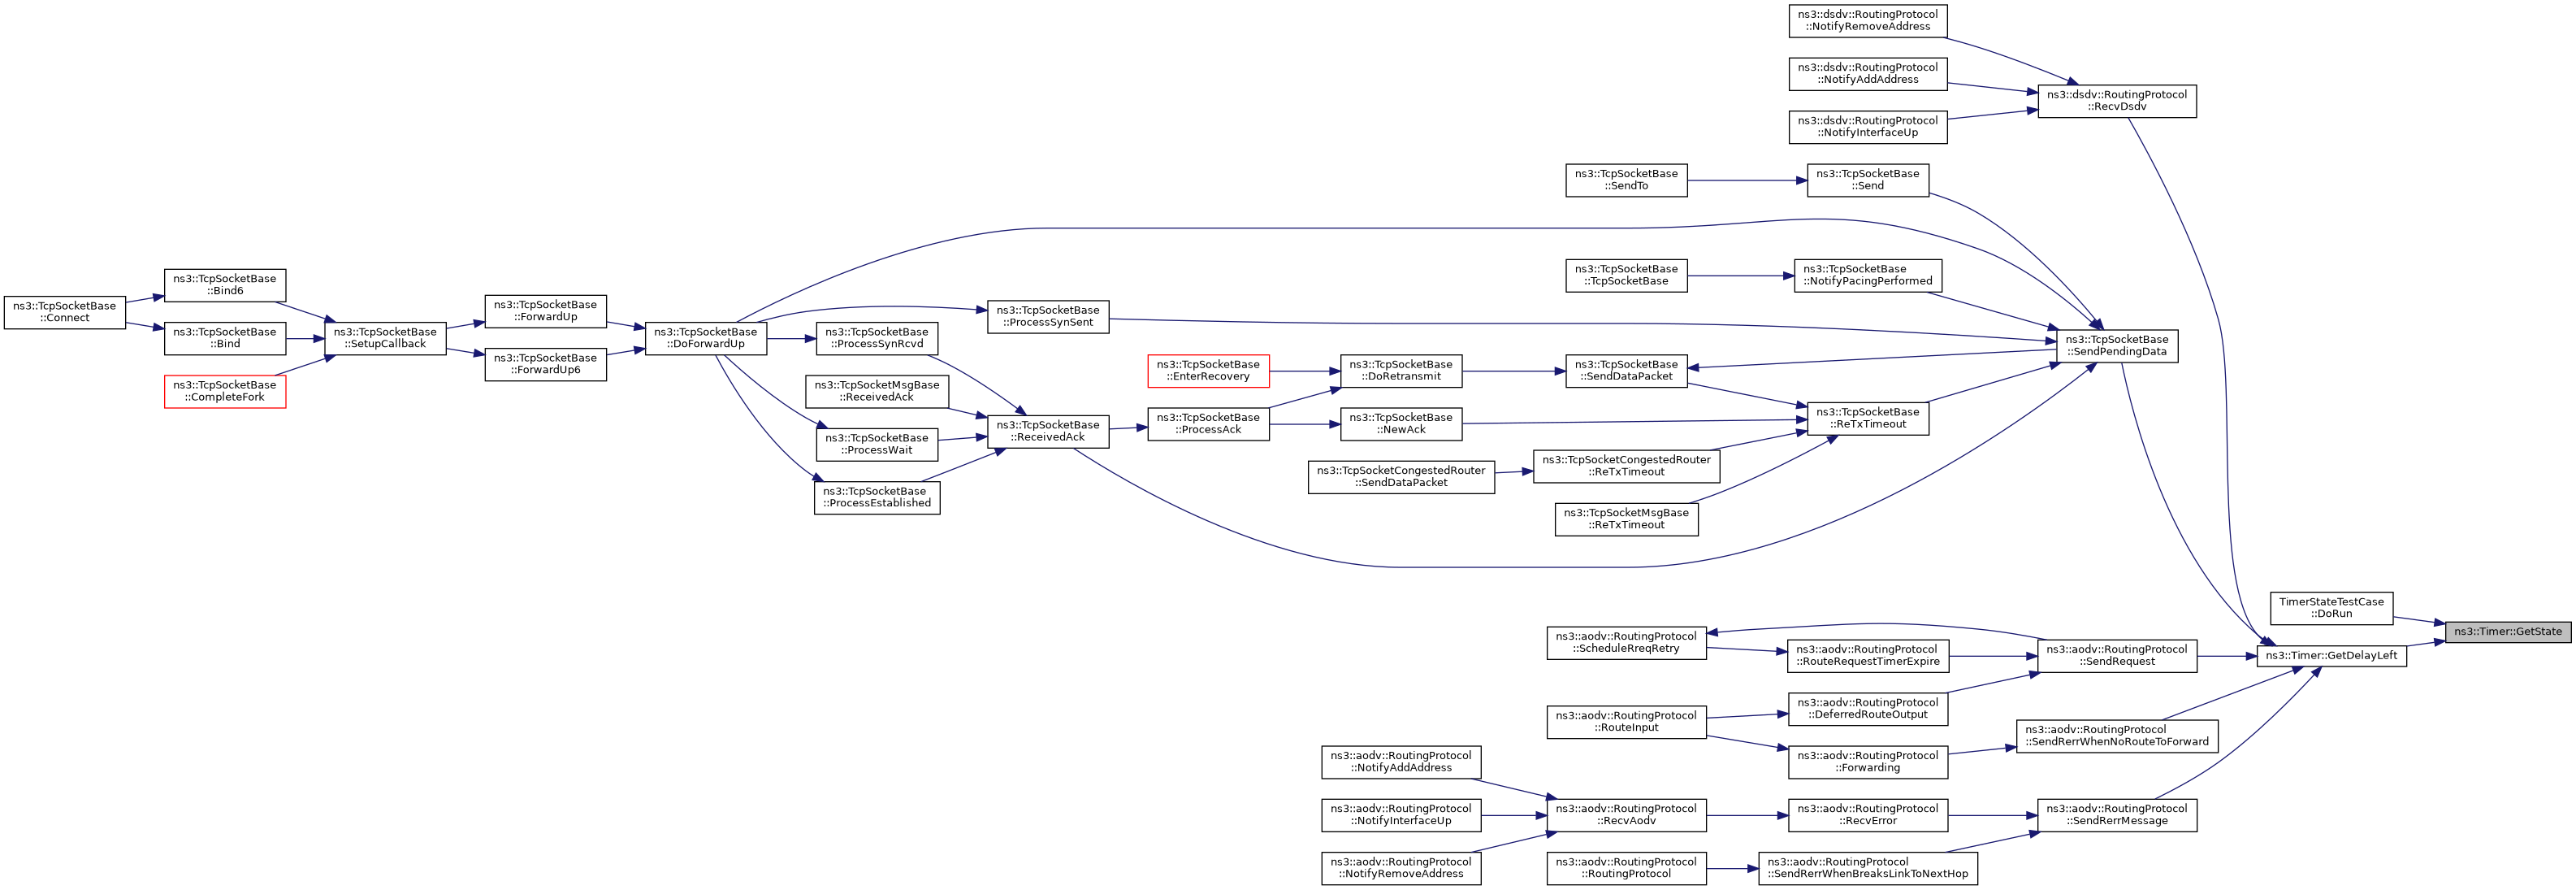 ns3::dsdv::RoutingProtocol
::NotifyRemoveAddress
ns3::dsdv::RoutingProtocol
::NotifyAddAddress
ns3::dsdv::RoutingProtocol
::RecvDsdv
ns3::dsdv::RoutingProtocol
::NotifyInterfaceUp
ns3::TcpSocketBase
::SendTo
ns3::TcpSocketBase
::Send
ns3::TcpSocketBase
::TcpSocketBase
ns3::TcpSocketBase
::NotifyPacingPerformed
ns3::TcpSocketBase
::Connect
ns3::TcpSocketBase
::Bind6
ns3::TcpSocketBase
::Bind
ns3::TcpSocketBase
::CompleteFork
ns3::TcpSocketBase
::SetupCallback
ns3::TcpSocketBase
::ForwardUp
ns3::TcpSocketBase
::ForwardUp6
ns3::TcpSocketBase
::DoForwardUp
ns3::TcpSocketBase
::ProcessSynSent
ns3::TcpSocketBase
::ProcessSynRcvd
ns3::TcpSocketMsgBase
::ReceivedAck
ns3::TcpSocketBase
::ProcessWait
ns3::TcpSocketBase
::ProcessEstablished
ns3::TcpSocketBase
::ReceivedAck
ns3::TcpSocketBase
::EnterRecovery
ns3::TcpSocketBase
::ProcessAck
ns3::TcpSocketBase
::DoRetransmit
ns3::TcpSocketBase
::NewAck
ns3::TcpSocketBase
::SendDataPacket
ns3::TcpSocketBase
::SendPendingData
ns3::TcpSocketBase
::ReTxTimeout
ns3::TcpSocketCongestedRouter
::SendDataPacket
ns3::TcpSocketCongestedRouter
::ReTxTimeout
ns3::TcpSocketMsgBase
::ReTxTimeout
TimerStateTestCase
::DoRun
ns3::Timer::GetState
ns3::Timer::GetDelayLeft
ns3::aodv::RoutingProtocol
::ScheduleRreqRetry
ns3::aodv::RoutingProtocol
::RouteRequestTimerExpire
ns3::aodv::RoutingProtocol
::SendRequest
ns3::aodv::RoutingProtocol
::RouteInput
ns3::aodv::RoutingProtocol
::DeferredRouteOutput
ns3::aodv::RoutingProtocol
::SendRerrWhenNoRouteToForward
ns3::aodv::RoutingProtocol
::Forwarding
ns3::aodv::RoutingProtocol
::NotifyAddAddress
ns3::aodv::RoutingProtocol
::NotifyInterfaceUp
ns3::aodv::RoutingProtocol
::NotifyRemoveAddress
ns3::aodv::RoutingProtocol
::RecvAodv
ns3::aodv::RoutingProtocol
::RecvError
ns3::aodv::RoutingProtocol
::SendRerrMessage
ns3::aodv::RoutingProtocol
::RoutingProtocol
ns3::aodv::RoutingProtocol
::SendRerrWhenBreaksLinkToNextHop